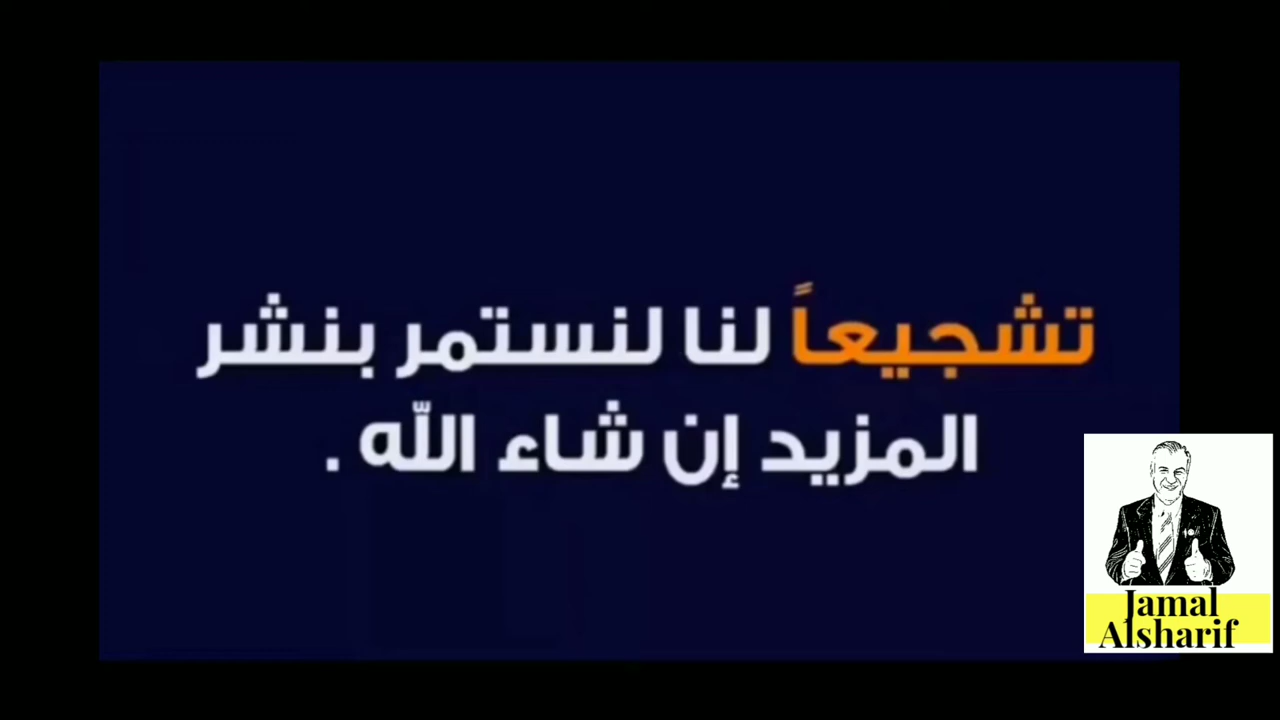 تشجيعاً لنا لنستمر بنشر
المزيد إن شاء الله .
Jamal
Alsharif